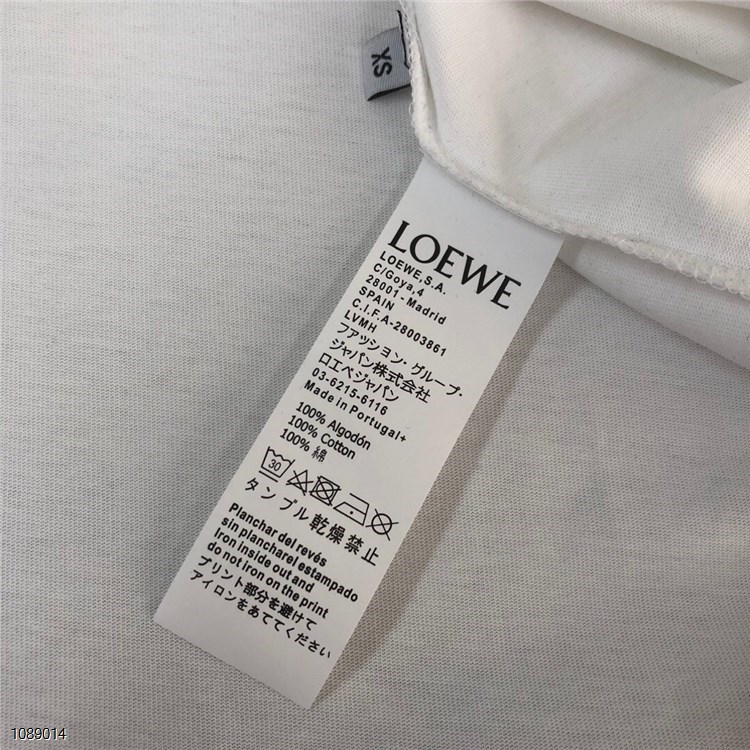 XS
LOEWE
LOEWE,S.A.
C/Goya,4
28001-Madrid
SPAIN
C.I.F.A-28003861
LVMH
ファッション・グループ・
ジャパン株式会社
ロエベジャパン
03-6215-6116
Made in Portugal+
100% Algodón
100% Cotton
100% 綿
30
タンブル乾燥禁止
Planchar del revés
sin plancharel estampado
Iron inside out and
do not iron on the print
プリント部分を避けて
アイロンをあててください
1089014